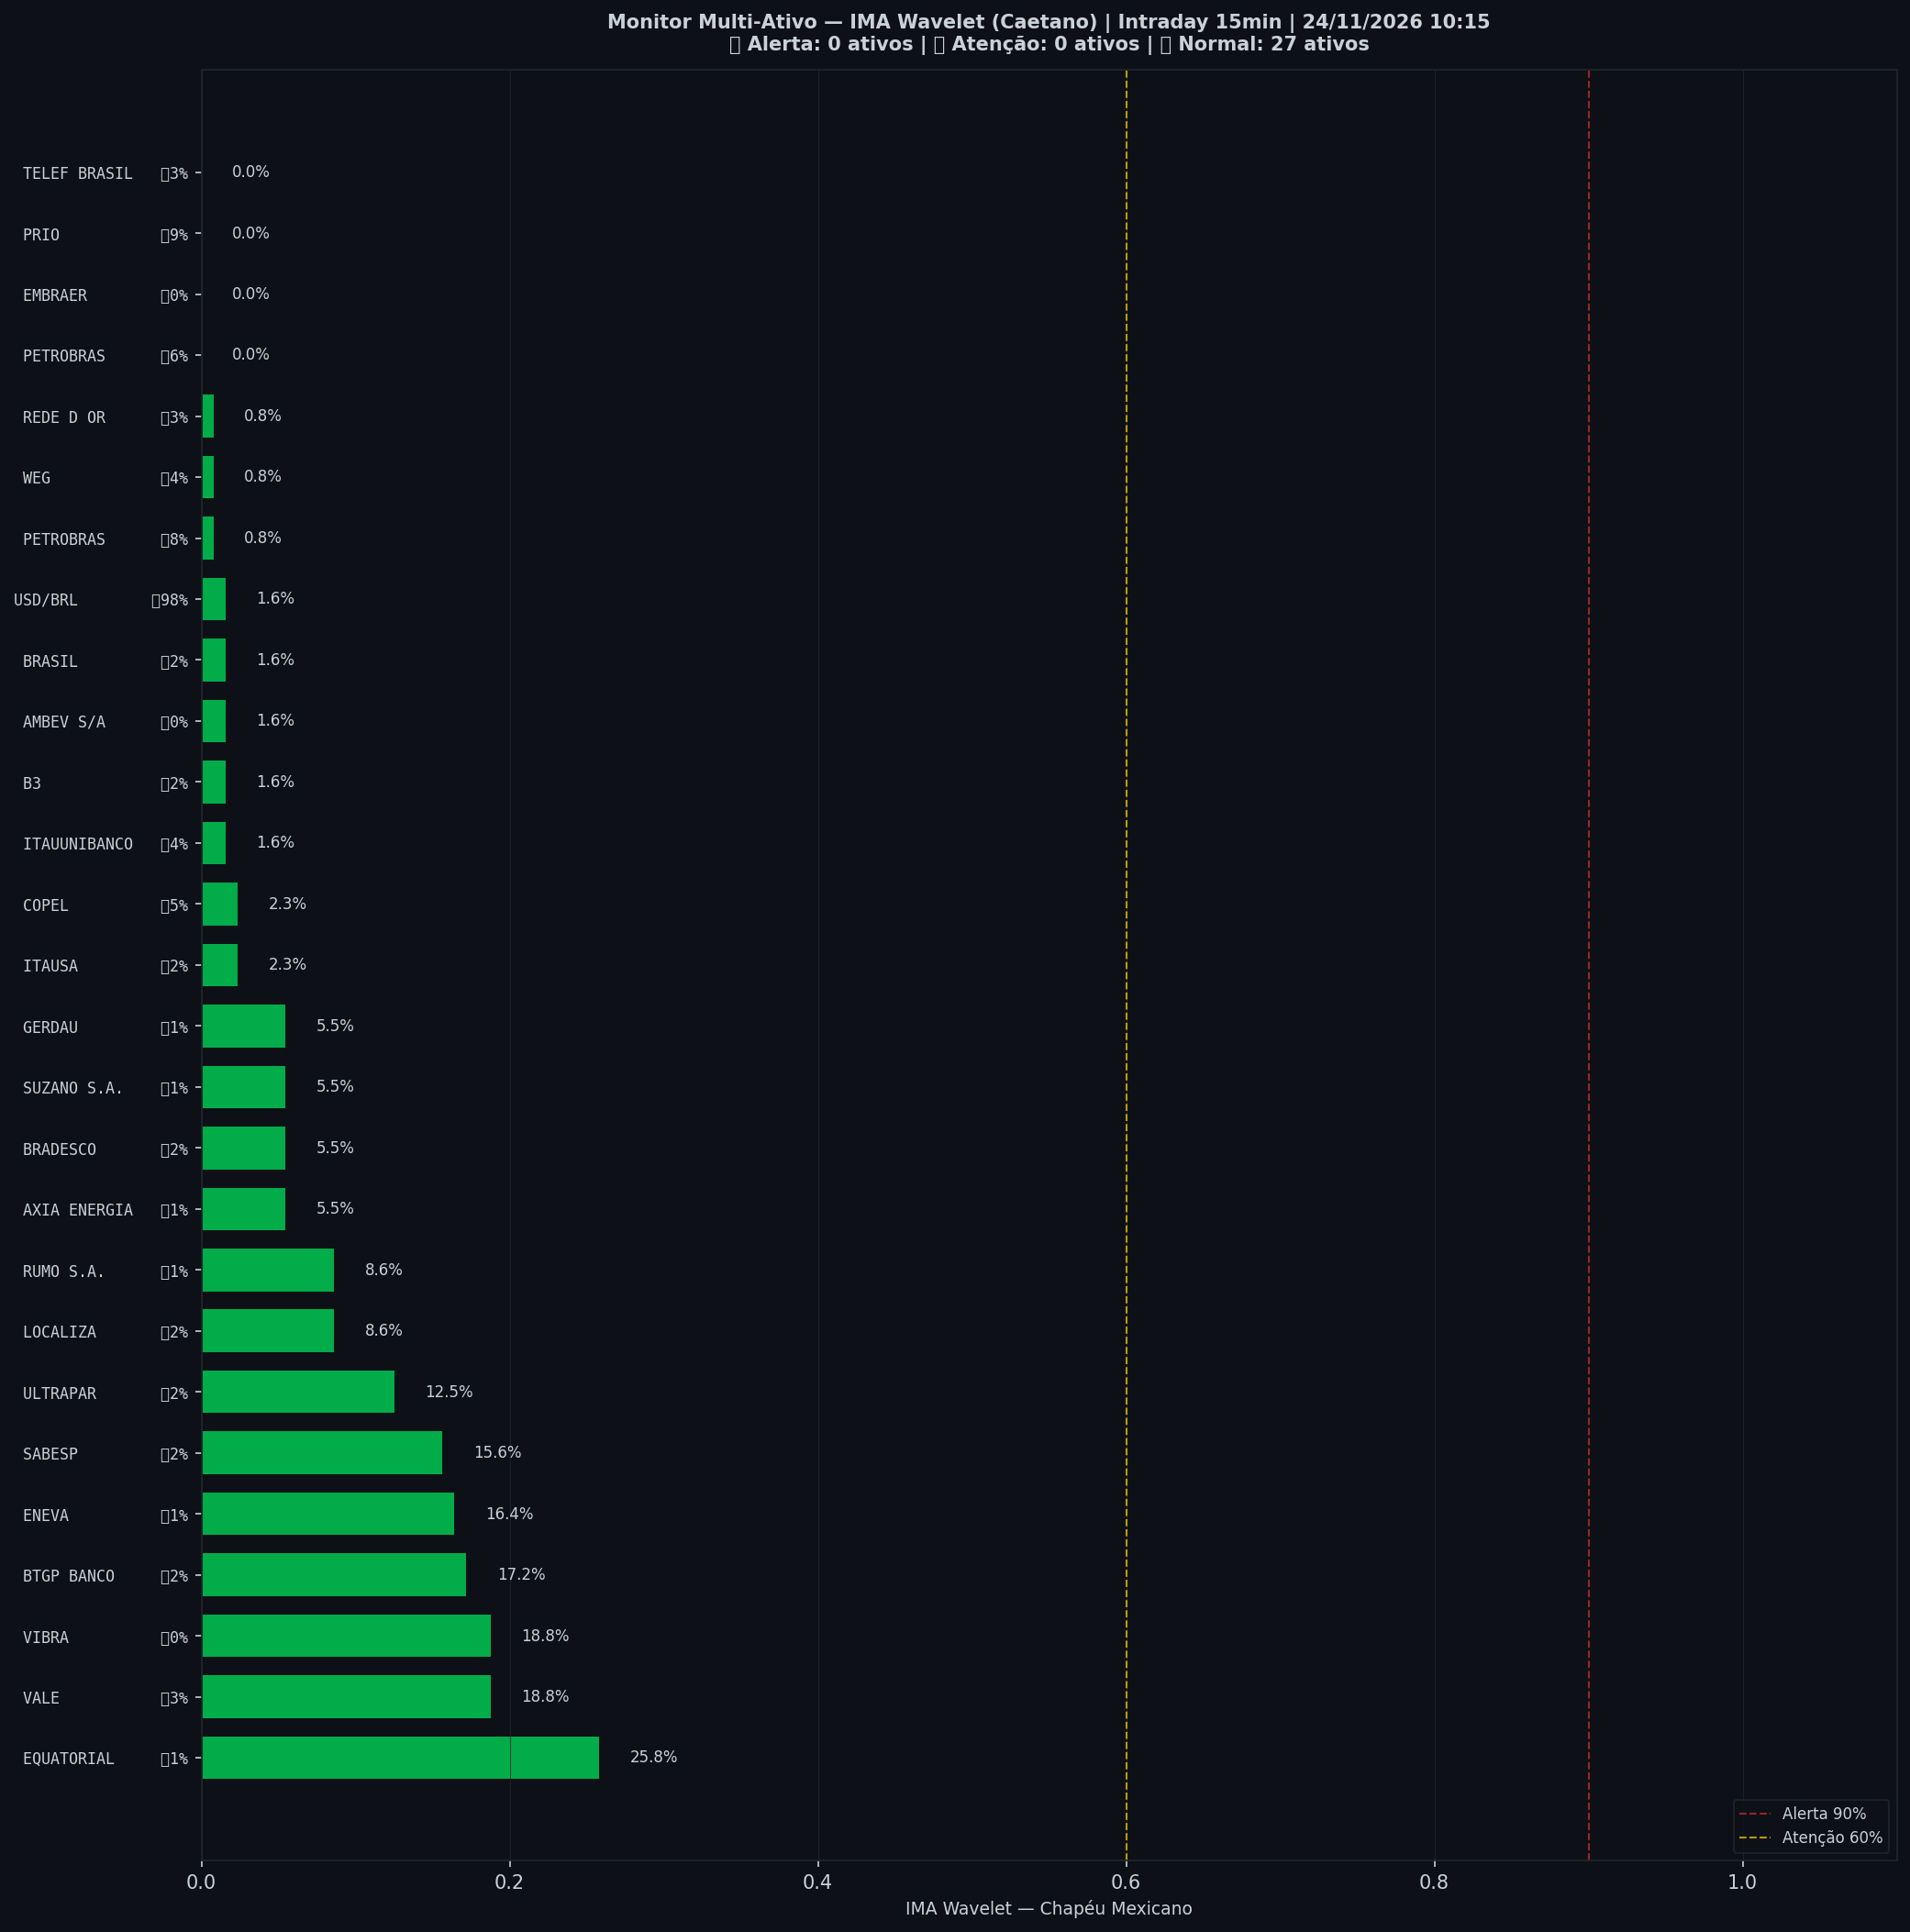 Monitor Multi-Ativo — IMA Wavelet (Caetano) | Intraday 15min | 24/11/2026 10:15
▯ Alerta: 0 ativos | ▯ Atenção: 0 ativos | ▯ Normal: 27 ativos
TELEF BRASIL ▯3% 0.0%
PRIO ▯9% 0.0%
EMBRAER ▯0% 0.0%
PETROBRAS ▯6% 0.0%
REDE D OR ▯3% 0.8%
WEG ▯4% 0.8%
PETROBRAS ▯8% 0.8%
USD/BRL ▯98% 1.6%
BRASIL ▯2% 1.6%
AMBEV S/A ▯0% 1.6%
B3 ▯2% 1.6%
ITAUUNIBANCO ▯4% 1.6%
COPEL ▯5% 2.3%
ITAUSA ▯2% 2.3%
GERDAU ▯1% 5.5%
SUZANO S.A. ▯1% 5.5%
BRADESCO ▯2% 5.5%
AXIA ENERGIA ▯1% 5.5%
RUMO S.A. ▯1% 8.6%
LOCALIZA ▯2% 8.6%
ULTRAPAR ▯2% 12.5%
SABESP ▯2% 15.6%
ENEVA ▯1% 16.4%
BTGP BANCO ▯2% 17.2%
VIBRA ▯0% 18.8%
VALE ▯3% 18.8%
EQUATORIAL ▯1% 25.8%
Alerta 90%
Atenção 60%
0.0 0.2 0.4 0.6 0.8 1.0
IMA Wavelet — Chapéu Mexicano